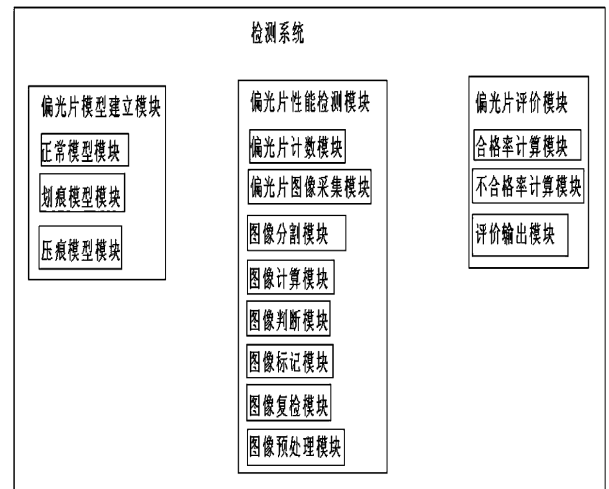 检测系统
偏光片模型建立模块
正常模型模块
划痕模型模块
压痕模型模块
偏光片性能检测模块
偏光片计数模块
偏光片图像采集模块
图像分割模块
图像计算模块
图像判断模块
图像标记模块
图像复检模块
图像预处理模块
偏光片评价模块
合格率计算模块
不合格率计算模块
评价输出模块